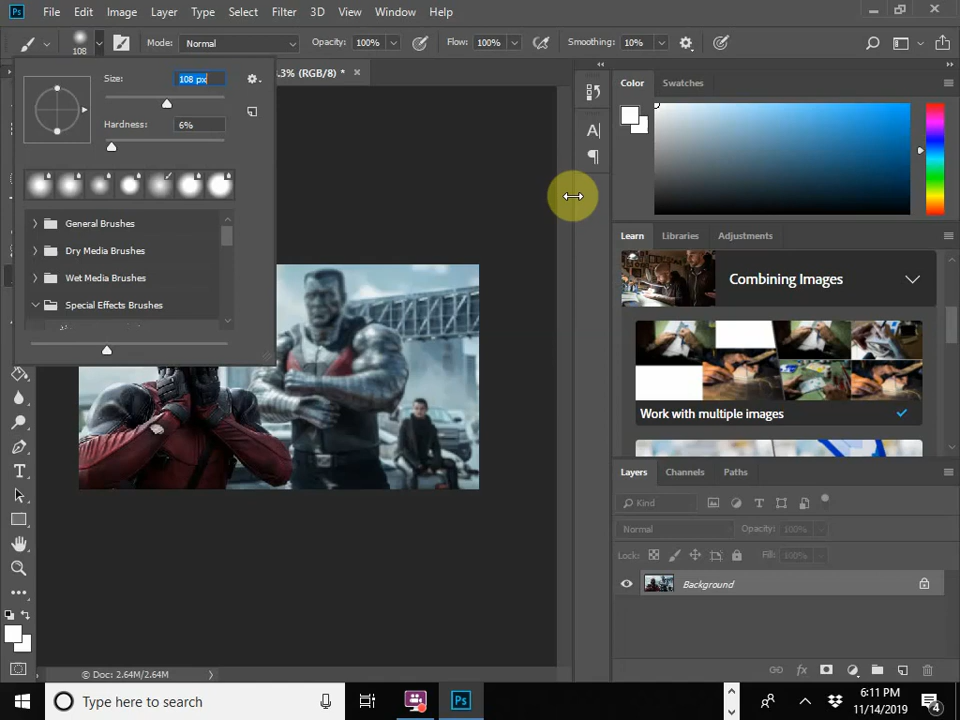 Ps File Edit Image Layer Type Select Filter 3D View Window Help
108 Mode: Normal Opacity: 100% Flow: 100% Smoothing: 10%
.3% (RGB/8) * ×
Size: 108 px
Hardness: 6%
General Brushes
Dry Media Brushes
Wet Media Brushes
Special Effects Brushes
Color Swatches
Learn Libraries Adjustments
Combining Images
Work with multiple images
Layers Channels Paths
Kind
Normal Opacity: 100%
Lock: Fill: 100%
Background
Doc: 2.64M/2.64M
Type here to search
Ps
6:11 PM
11/14/2019
4